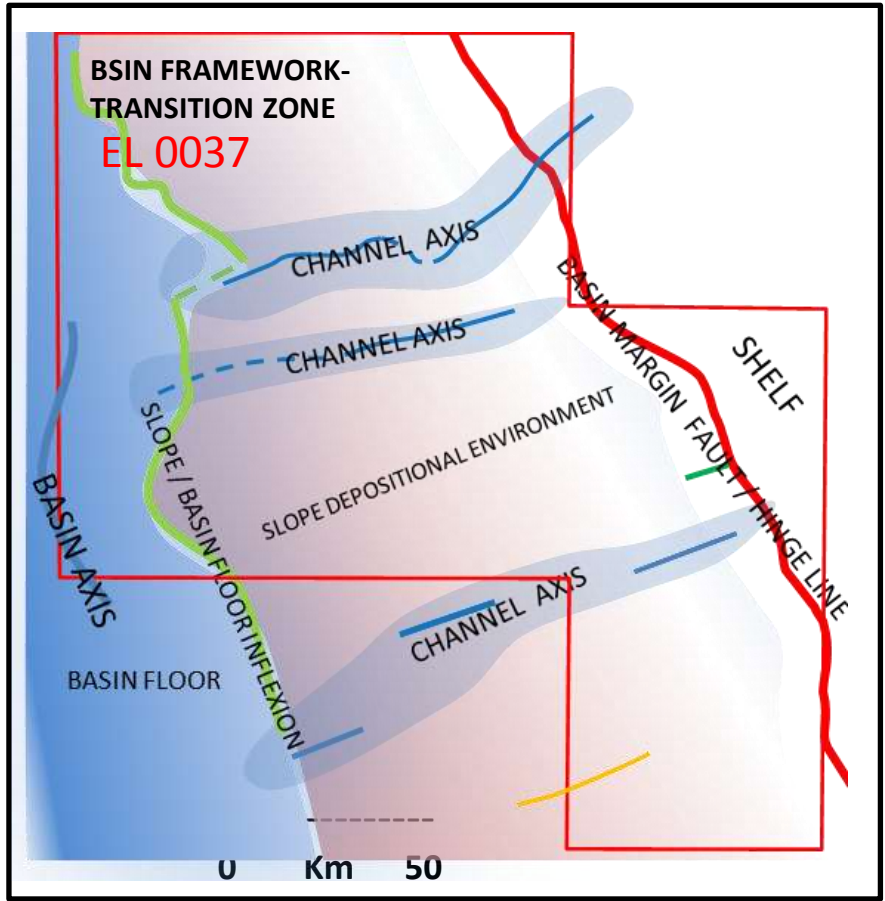 BSIN FRAMEWORK-
TRANSITION ZONE
EL 0037
CHANNEL AXIS
CHANNEL AXIS
BASIN MARGIN FAULT / HINGE LINE
SHELF
SLOPE / BASIN FLOOR INFLEXION
SLOPE DEPOSITIONAL ENVIRONMENT
BASIN AXIS
CHANNEL AXIS
BASIN FLOOR
0 Km 50